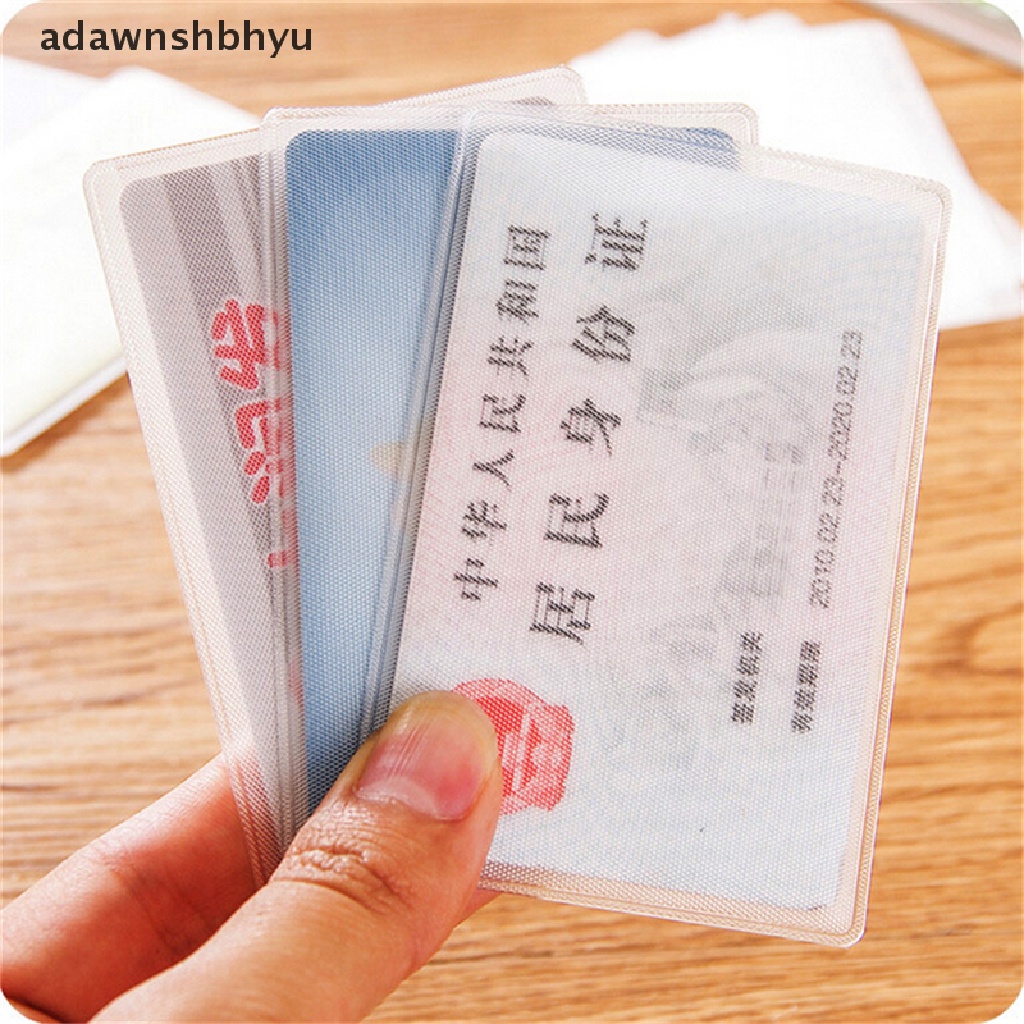 adawnshbhyu
中华人民共和国
居民身份证
签发机关
有效期限 2010.02.23-2020.02.23